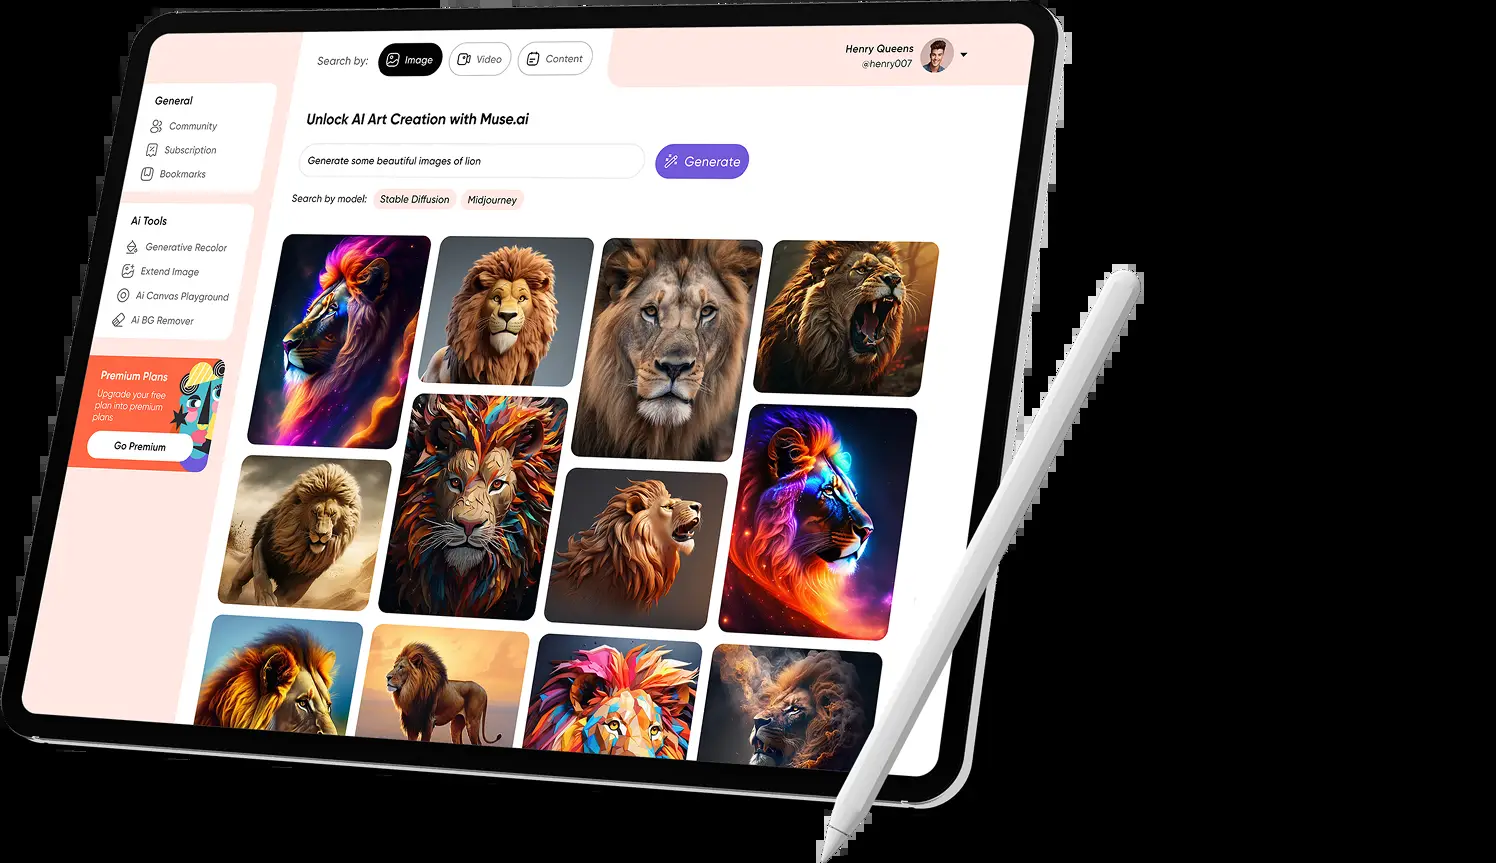 Search by:
Image
Video
Content
Henry Queens
@henry007
General
Community
Subscription
Bookmarks
Ai Tools
Generative Recolor
Extend Image
Ai Canvas Playground
Ai BG Remover
Premium Plans
Upgrade your free
plan into premium
plans
Go Premium
Unlock AI Art Creation with Muse.ai
Generate some beautiful images of lion
Generate
Search by model:
Stable Diffusion
Midjourney